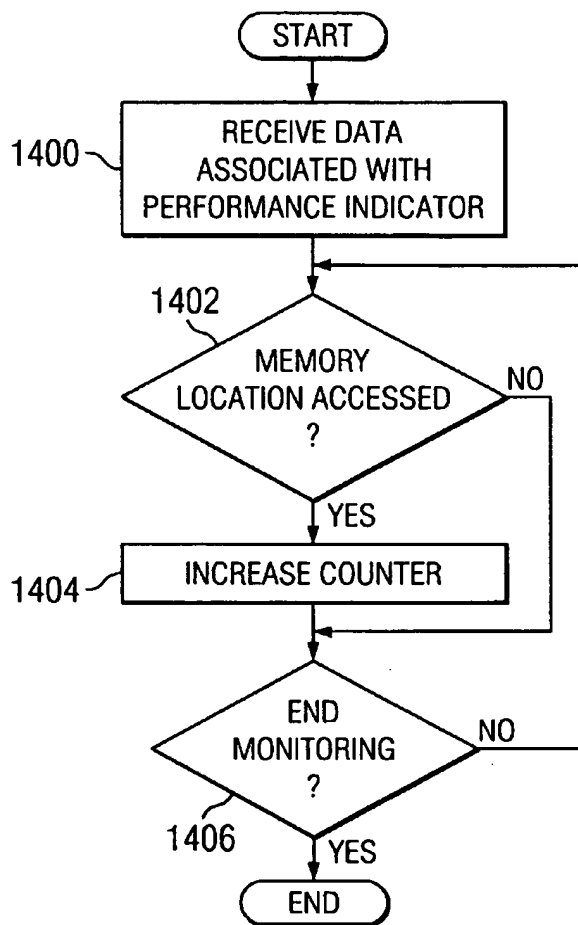 START
1400
RECEIVE DATA
ASSOCIATED WITH
PERFORMANCE INDICATOR
1402
MEMORY
LOCATION ACCESSED
?
NO
YES
1404
INCREASE COUNTER
END
MONITORING
?
NO
1406
YES
END